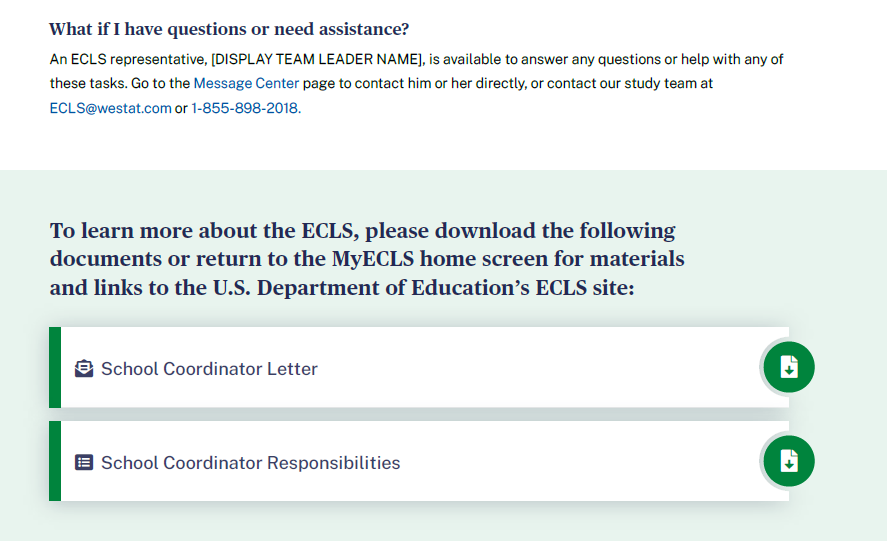 What if I have questions or need assistance?
An ECLS representative, [DISPLAY TEAM LEADER NAME], is available to answer any questions or help with any of
these tasks. Go to the Message Center page to contact him or her directly, or contact our study team at
ECLS@westat.com or 1-855-898-2018.
To learn more about the ECLS, please download the following
documents or return to the MyECLS home screen for materials
and links to the U.S. Department of Education’s ECLS site:
School Coordinator Letter
School Coordinator Responsibilities